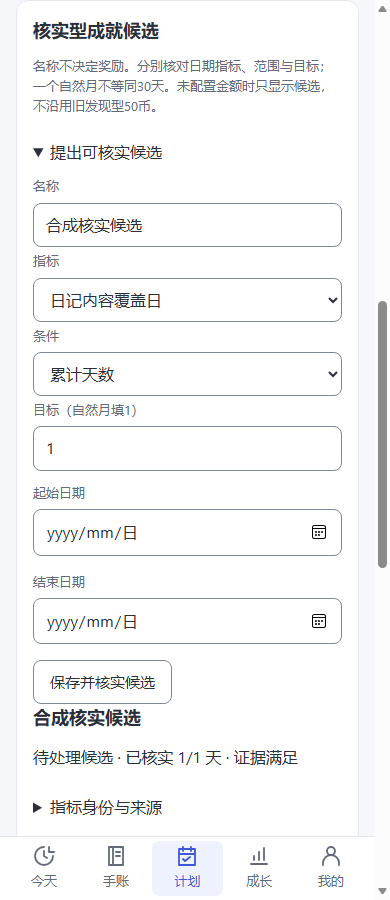 核实型成就候选
名称不决定奖励。分别核对日期指标、范围与目标；
一个自然月不等同30天。未配置金额时只显示候选，
不沿用旧发现型50币。
▼ 提出可核实候选
名称
合成核实候选
指标
日记内容覆盖日
条件
累计天数
目标（自然月填1）
1
起始日期
yyyy/mm/日
结束日期
yyyy/mm/日
保存并核实候选
合成核实候选
待处理候选 · 已核实 1/1 天 · 证据满足
▶ 指标身份与来源
今天 手账 计划 成长 我的